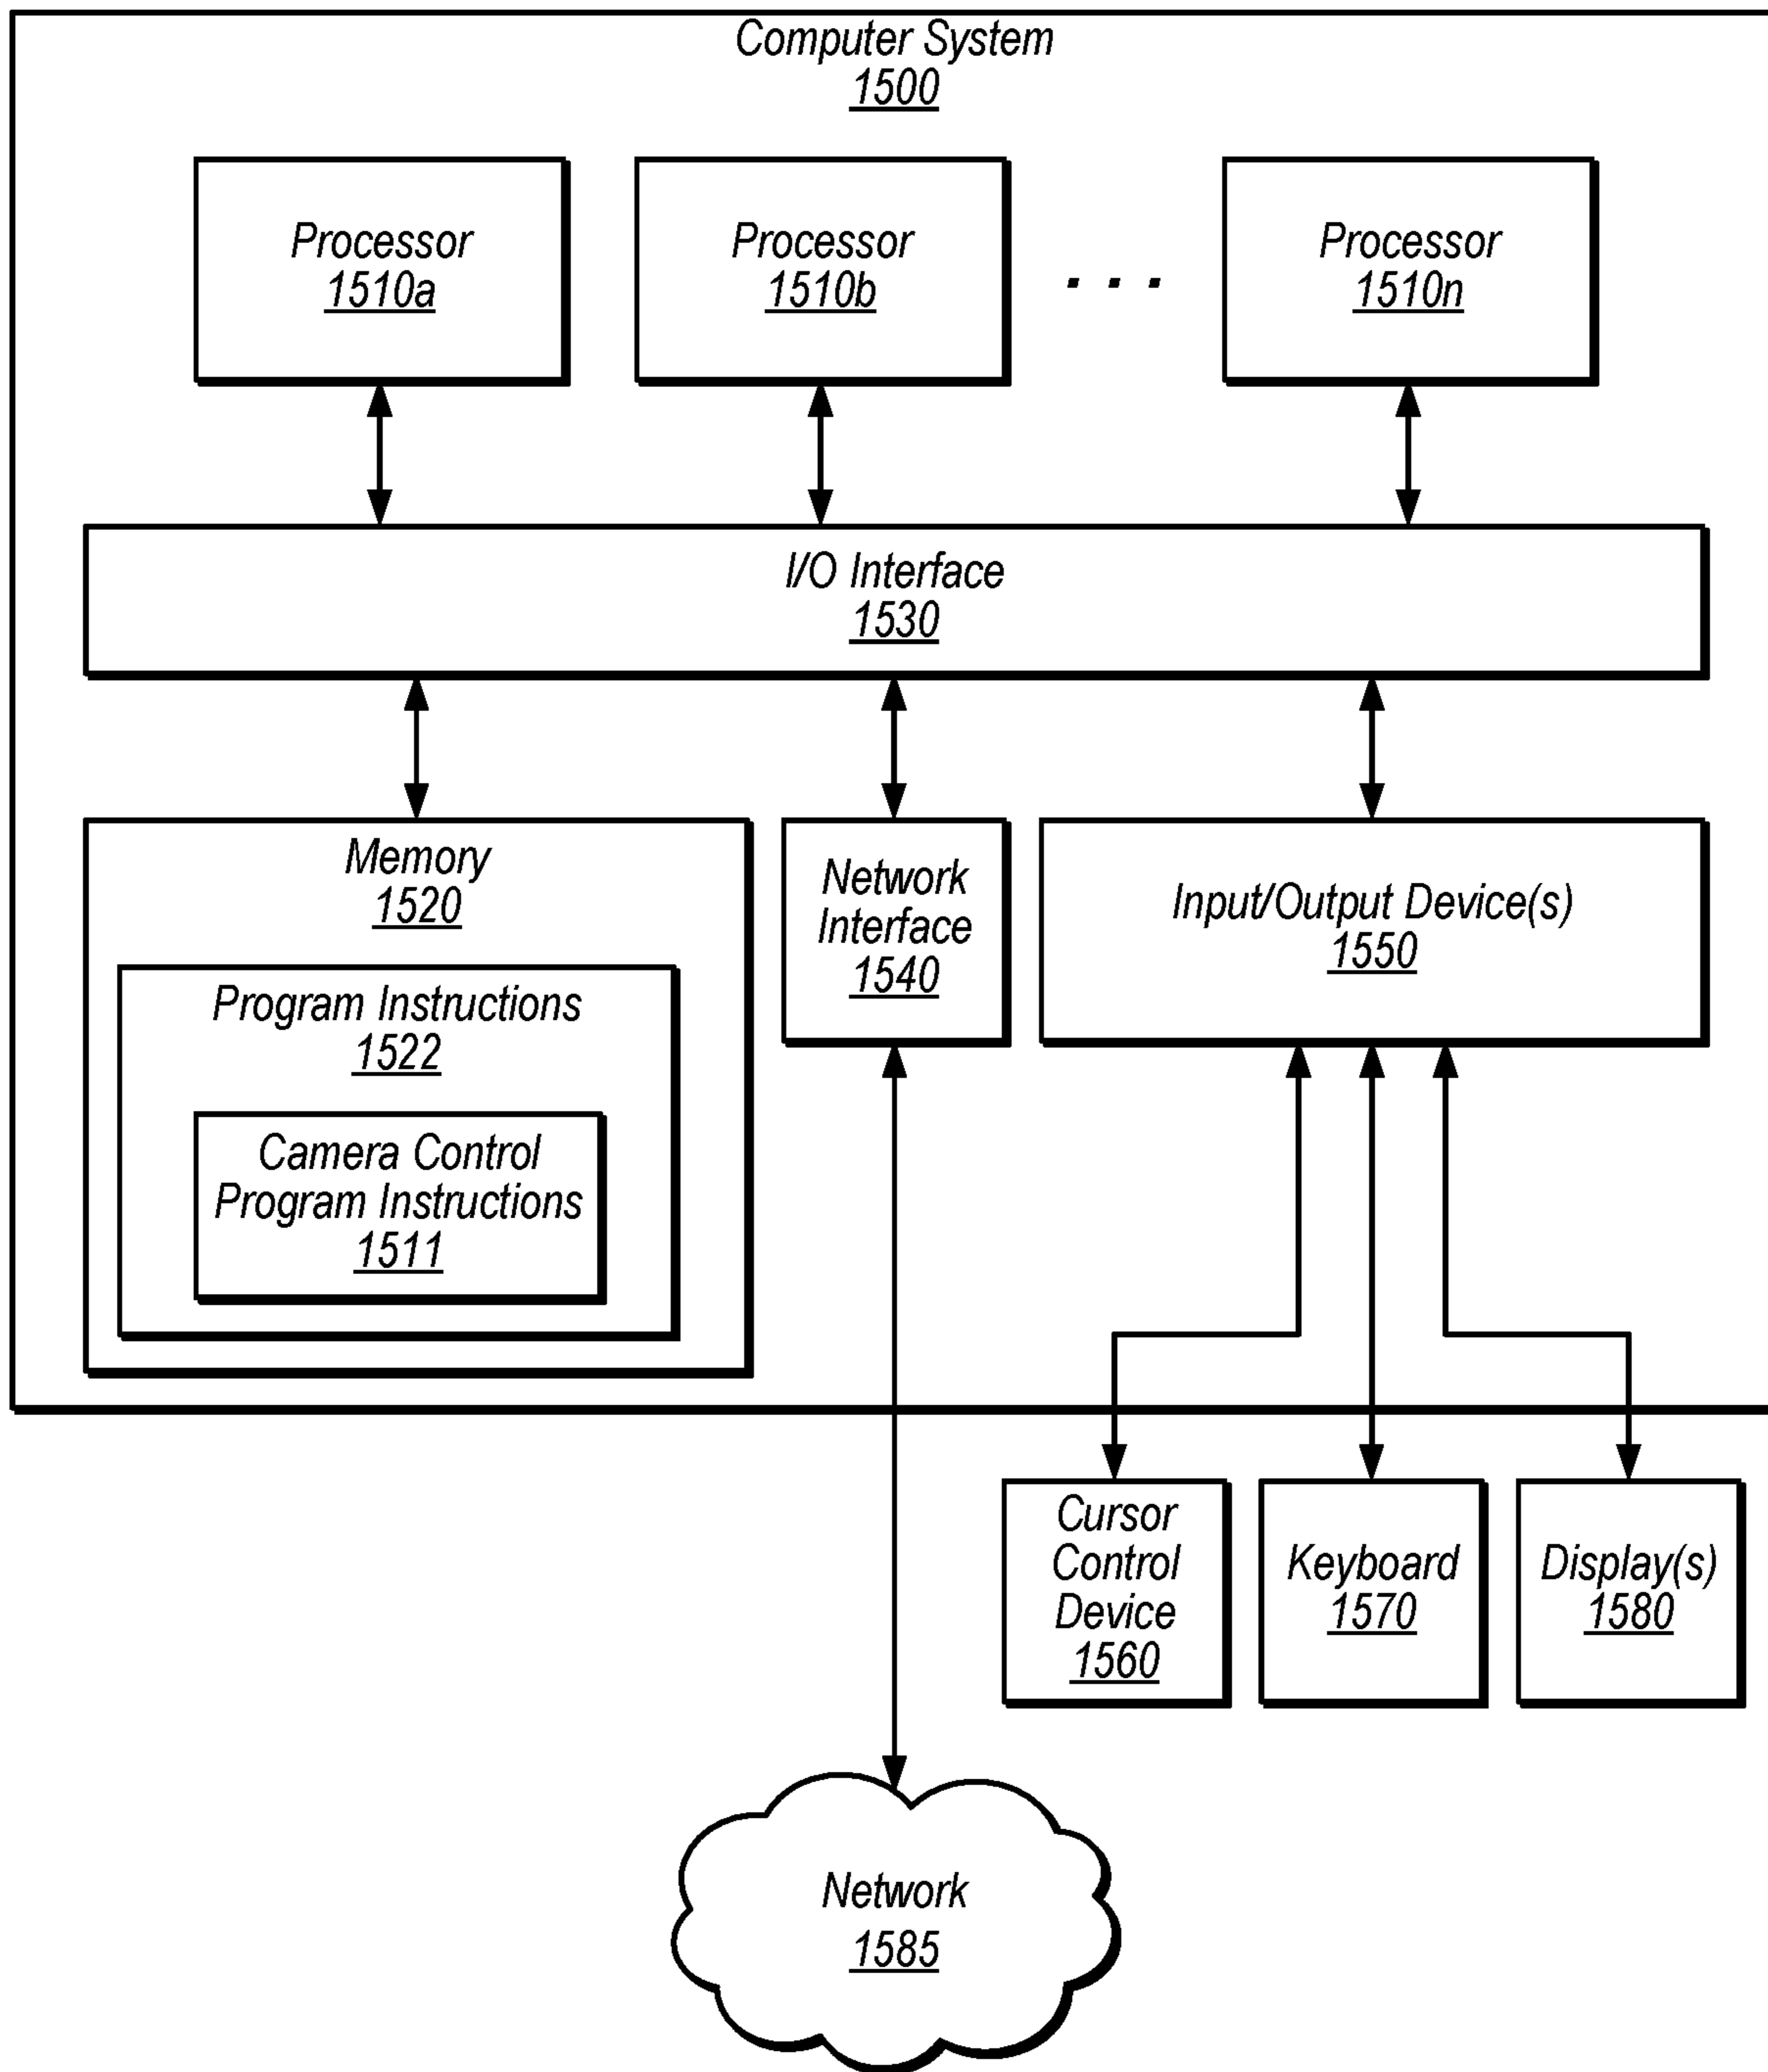 Computer System
1500
Processor
1510a
Processor
1510b
. . .
Processor
1510n
I/O Interface
1530
Memory
1520
Program Instructions
1522
Camera Control
Program Instructions
1511
Network
Interface
1540
Input/Output Device(s)
1550
Cursor
Control
Device
1560
Keyboard
1570
Display(s)
1580
Network
1585